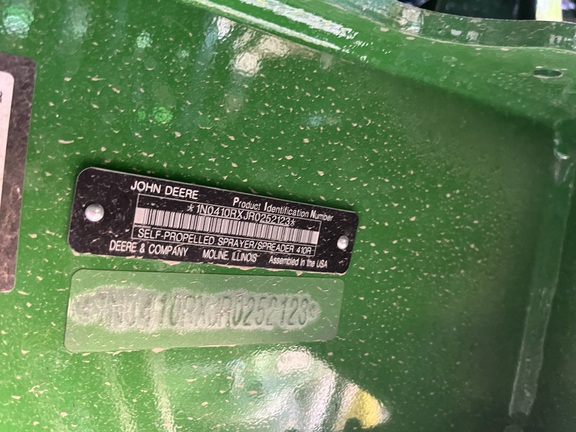 JOHN DEERE
Product Identification Number
*1N0410RXJR0252123*
SELF-PROPELLED SPRAYER/SPREADER 410R
DEERE & COMPANY MOLINE, ILLINOIS Assembled in the USA
*1N0410RXJR0252123*